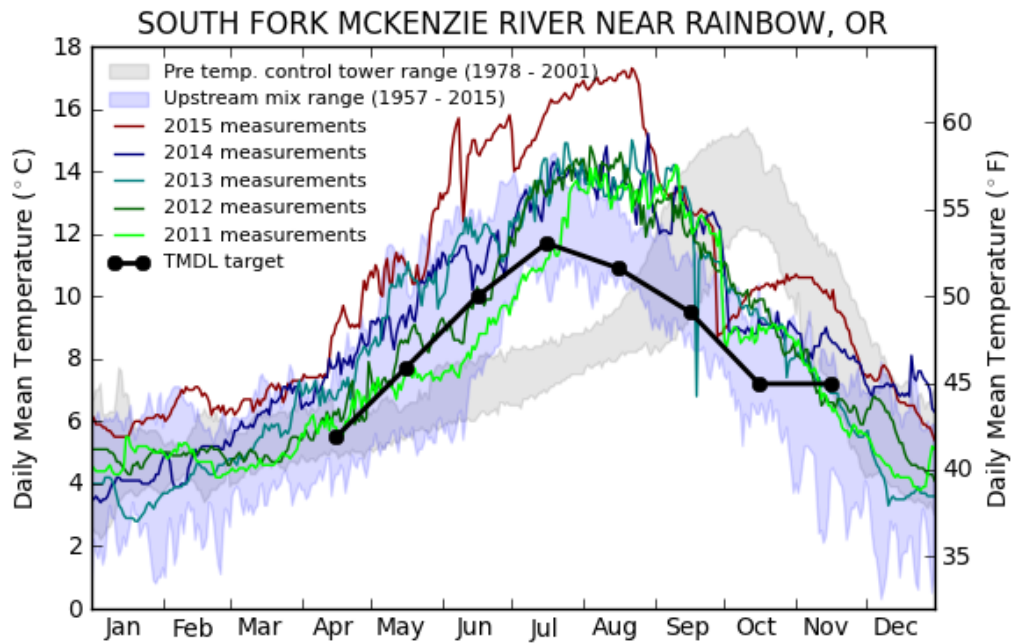 SOUTH FORK MCKENZIE RIVER NEAR RAINBOW, OR
Daily Mean Temperature (°C)
18
16
14
12
10
8
6
4
2
0
Pre temp. control tower range (1978 - 2001)
Upstream mix range (1957 - 2015)
2015 measurements
2014 measurements
2013 measurements
2012 measurements
2011 measurements
TMDL target
60
55
50
45
40
35
Daily Mean Temperature (°F)
Jan Feb Mar Apr May Jun Jul Aug Sep Oct Nov Dec